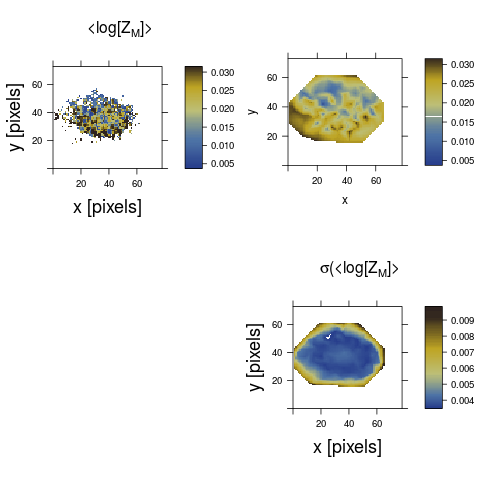 <log[Z_M]>
60
40
20
20 40 60
x [pixels]
y [pixels]
0.030
0.025
0.020
0.015
0.010
0.005
60
40
20
20 40 60
x
y
0.030
0.025
0.020
0.015
0.010
0.005
σ(<log[Z_M]>
60
40
20
20 40 60
x [pixels]
y [pixels]
0.009
0.008
0.007
0.006
0.005
0.004